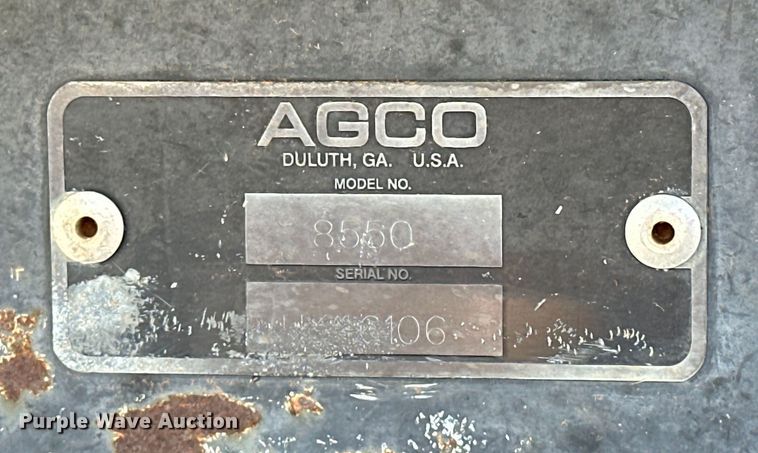 AGCO
DULUTH, GA. U.S.A.
MODEL NO.
8550
SERIAL NO.
Purple Wave Auction